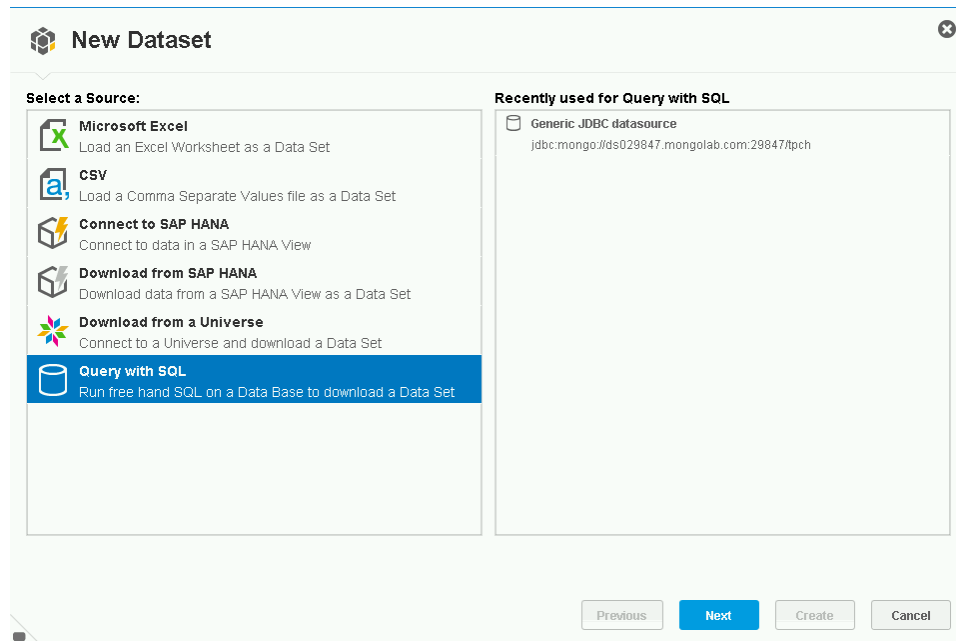 New Dataset
Select a Source:
Microsoft Excel
Load an Excel Worksheet as a Data Set
CSV
Load a Comma Separate Values file as a Data Set
Connect to SAP HANA
Connect to data in a SAP HANA View
Download from SAP HANA
Download data from a SAP HANA View as a Data Set
Download from a Universe
Connect to a Universe and download a Data Set
Query with SQL
Run free hand SQL on a Data Base to download a Data Set
Recently used for Query with SQL
Generic JDBC datasource
jdbc:mongo://ds029847.mongolab.com:29847/tpch
Previous
Next
Create
Cancel